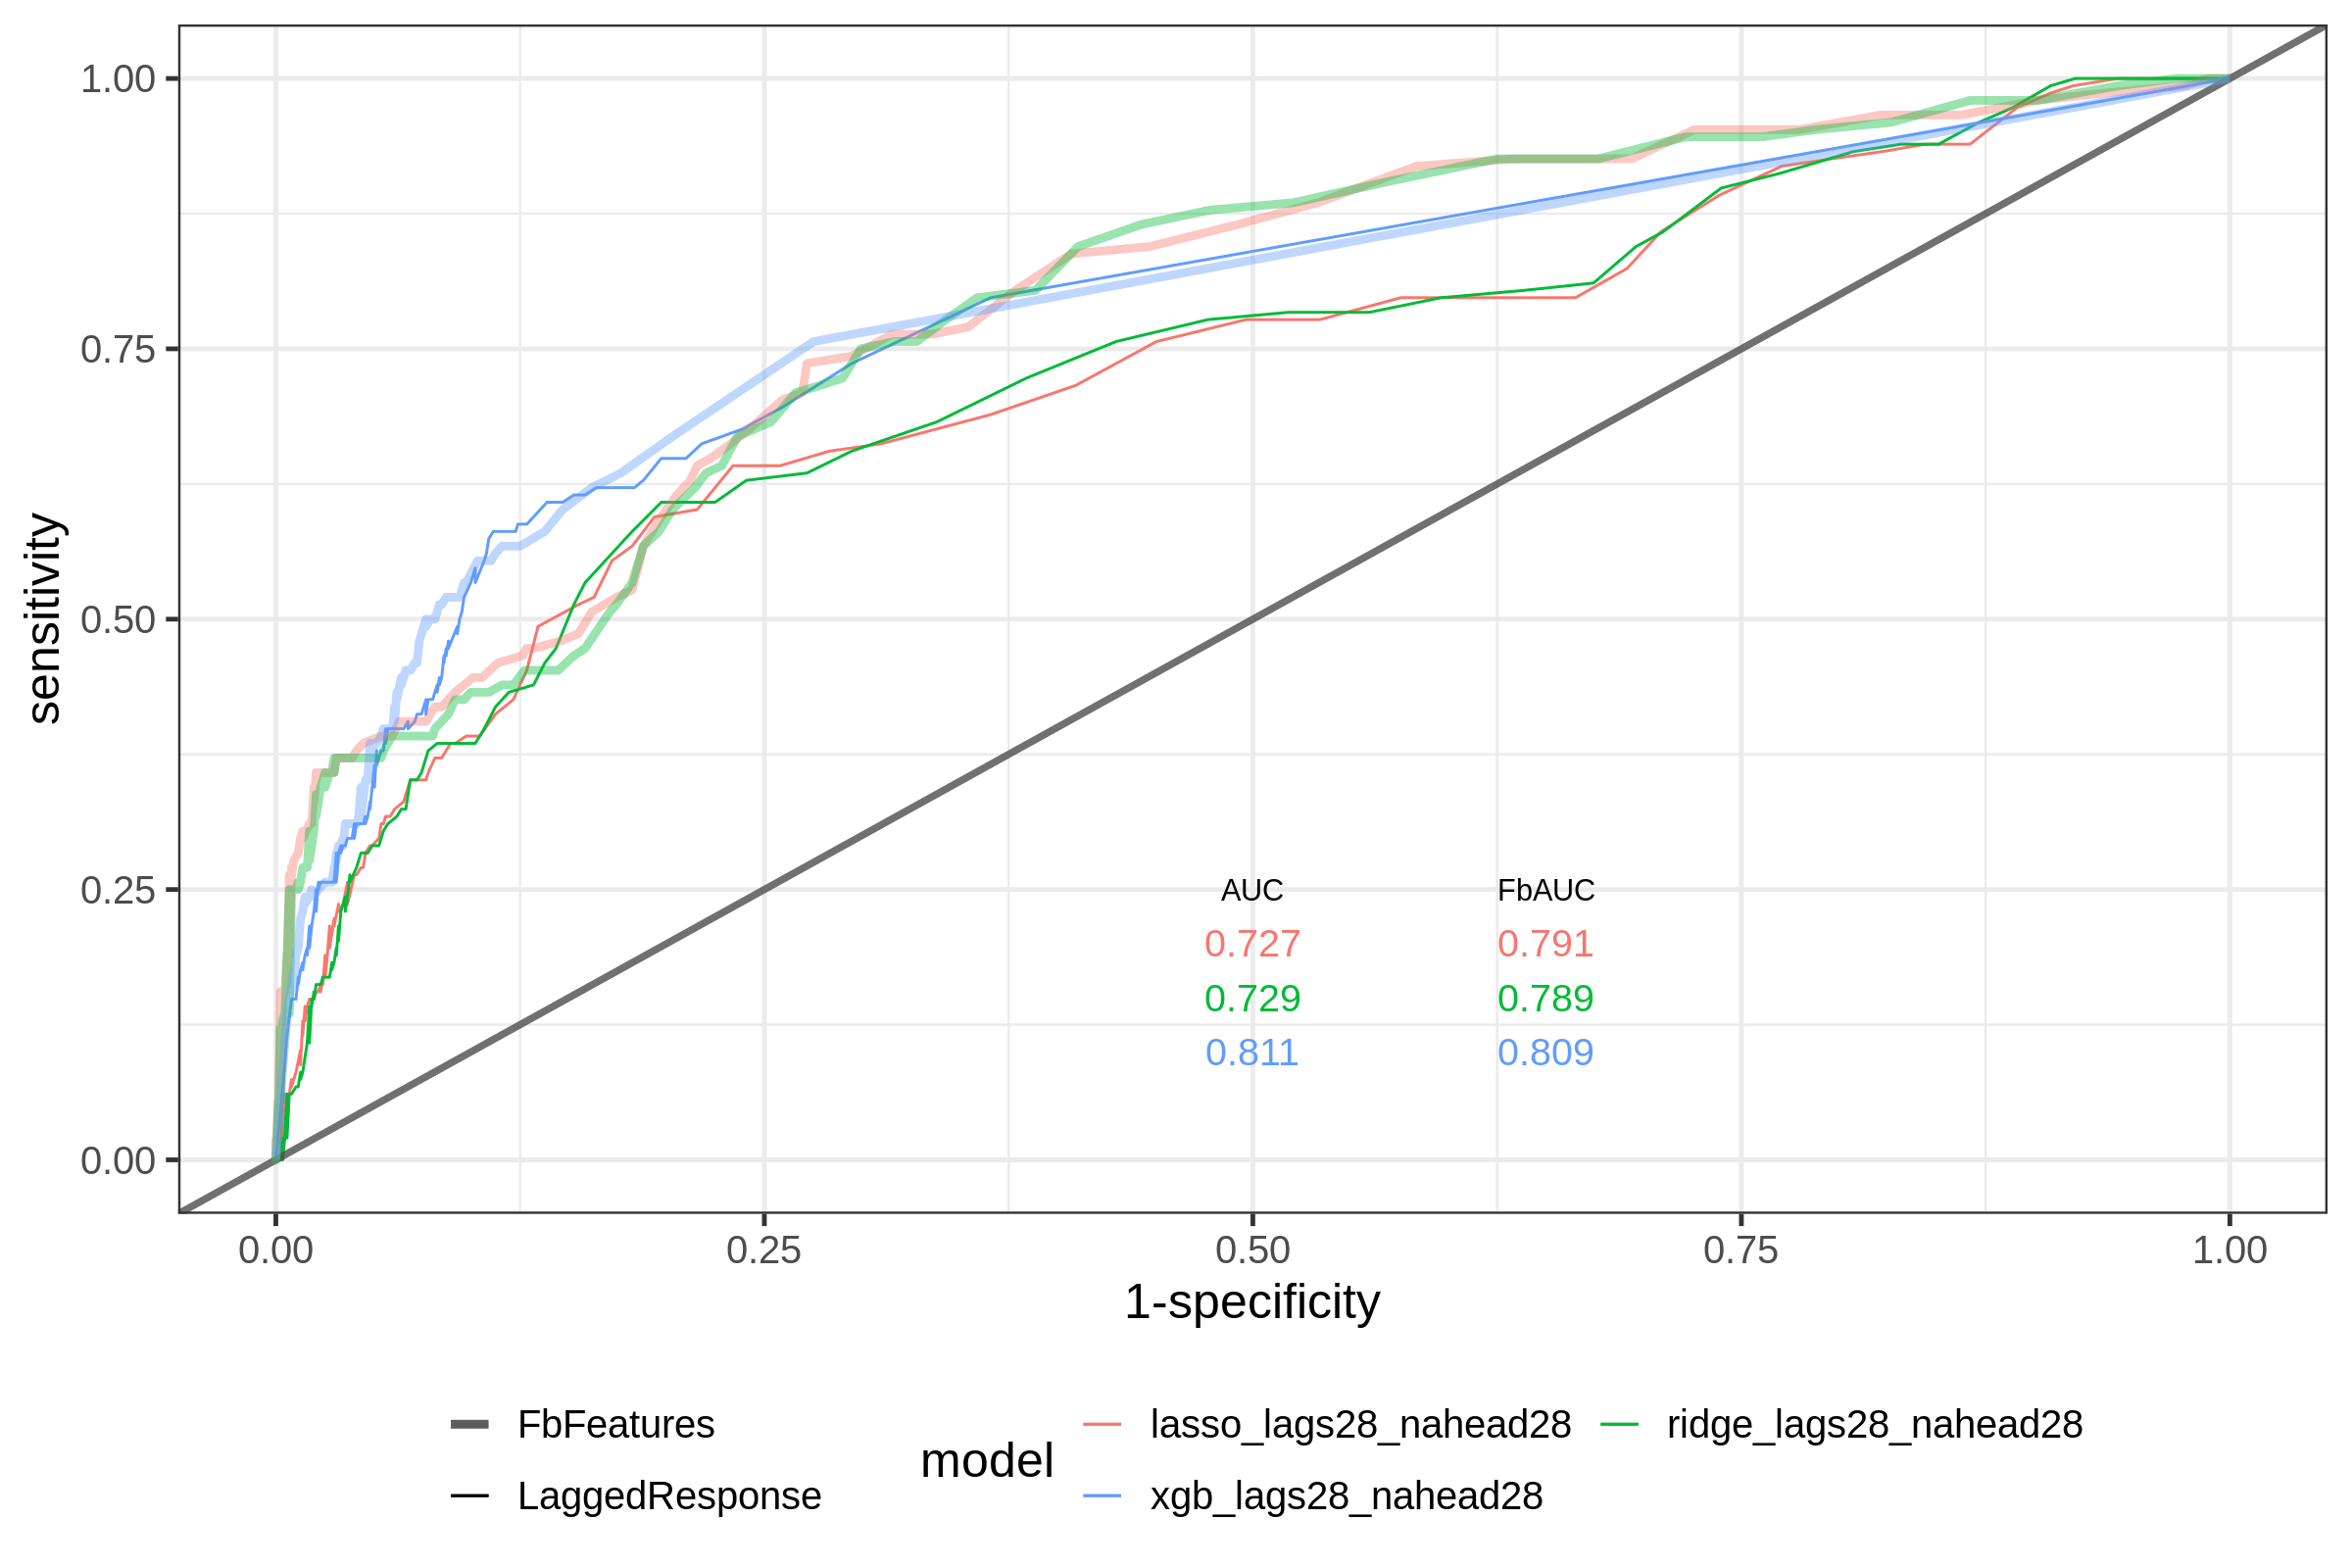 1.00
0.75
0.50
0.25
0.00
sensitivity
AUC FbAUC
0.727 0.791
0.729 0.789
0.811 0.809
0.00 0.25 0.50 0.75 1.00
1-specificity
FbFeatures
LaggedResponse
model
lasso_lags28_nahead28 ridge_lags28_nahead28
xgb_lags28_nahead28